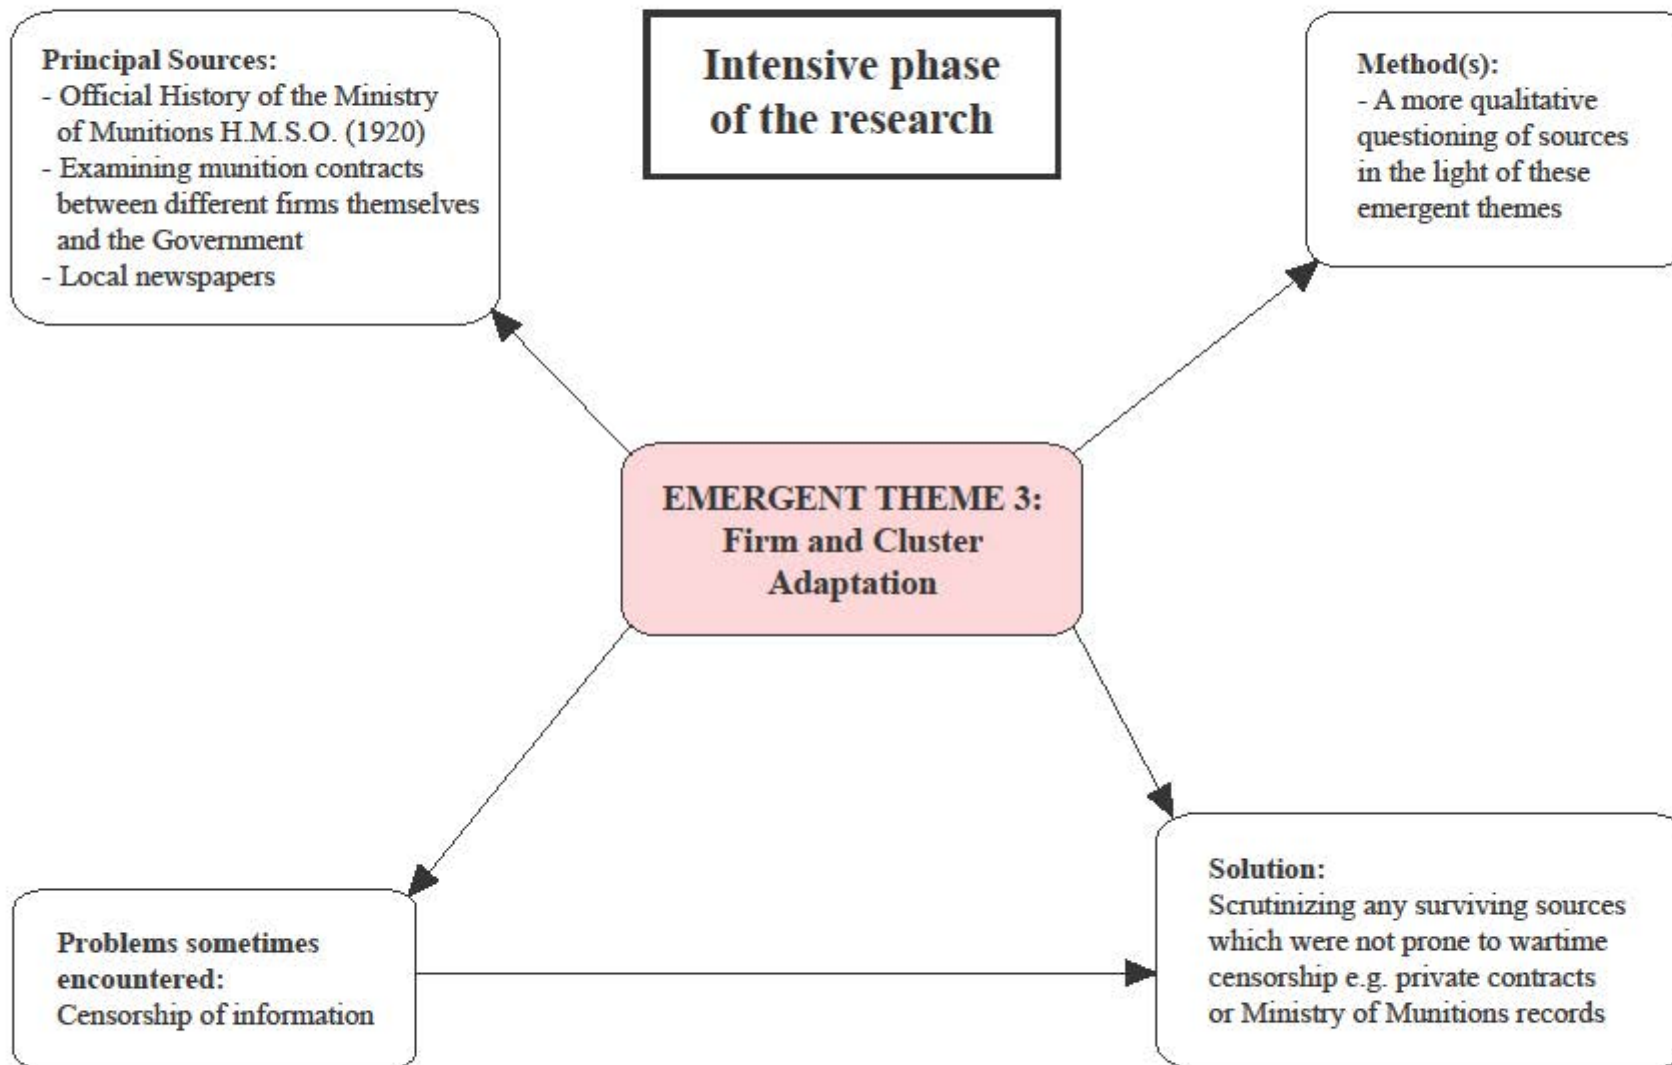 Principal Sources:
- Official History of the Ministry
of Munitions H.M.S.O. (1920)
- Examining munition contracts
between different firms themselves
and the Government
- Local newspapers
Intensive phase
of the research
Method(s):
- A more qualitative
questioning of sources
in the light of these
emergent themes
EMERGENT THEME 3:
Firm and Cluster
Adaptation
Problems sometimes
encountered:
Censorship of information
Solution:
Scrutinizing any surviving sources
which were not prone to wartime
censorship e.g. private contracts
or Ministry of Munitions records